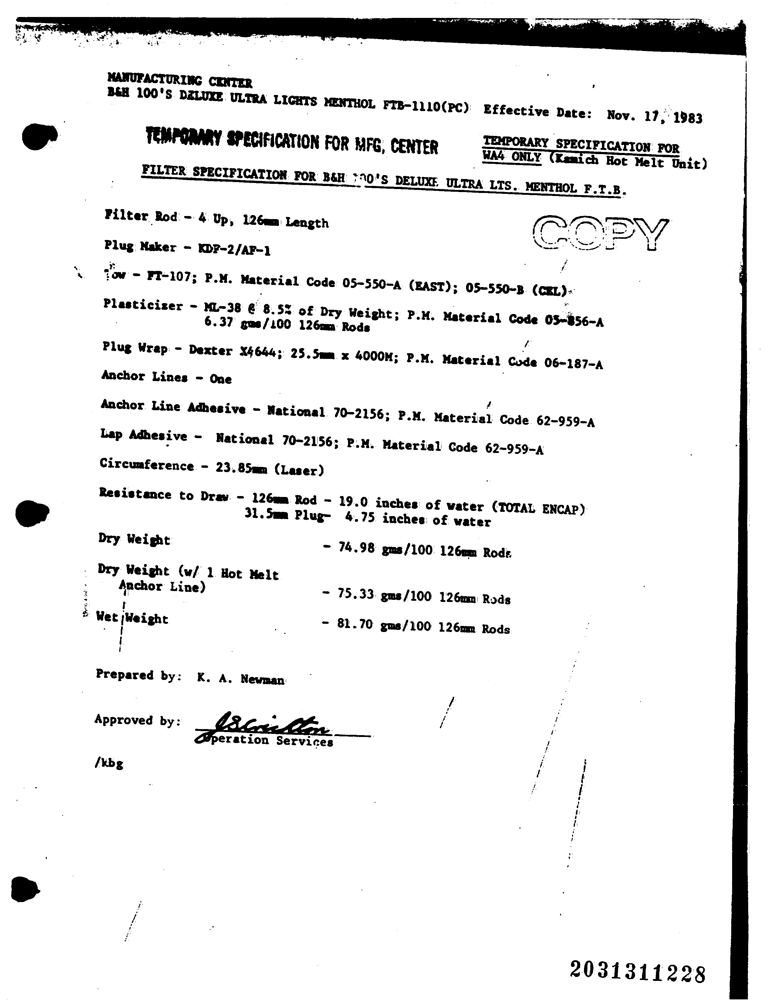 MANUFACTURING CENTER
B&H 100'S DELUXE ULTRA LIGHTS MENTHOL FTB-1110(PC) Effective Date: Nov. 17, 1983
TEMPORARY SPECIFICATION FOR MFG, CENTER
TEMPORARY SPECIFICATION FOR
WA4 ONLY (Kamich Hot Melt Unit)
FILTER SPECIFICATION FOR B&H 100'S DELUXE ULTRA LTS. MENTHOL F.T.B.
COPY
Filter Rod - 4 Up, 126mm Length
Plug Maker - KDF-2/AF-1
Tow - FT-107; P.M. Material Code 05-550-A (EAST); 05-550-B (CEL)
Plasticizer - ML-38 @ 8.5% of Dry Weight; P.M. Material Code 05-856-A
6.37 gms/100 126mm Rods
Plug Wrap - Dexter X4644; 25.5mm x 4000M; P.M. Material Code 06-187-A
Anchor Lines - One
Anchor Line Adhesive - National 70-2156; P.M. Material Code 62-959-A
Lap Adhesive - National 70-2156; P.M. Material Code 62-959-A
Circumference - 23.85mm (Laser)
Resistance to Draw - 126mm Rod - 19.0 inches of water (TOTAL ENCAP)
31.5mm Plug- 4.75 inches of water
Dry Weight - 74.98 gms/100 126mm Rods
Dry Weight (w/ 1 Hot Melt
Anchor Line) - 75.33 gms/100 126mm Rods
Wet Weight - 81.70 gms/100 126mm Rods
Prepared by: K. A. Newman
Approved by:
Operation Services
/kbg
2031311228